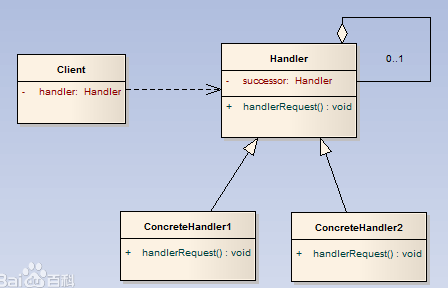 Client
- handler: Handler
Handler
- successor: Handler
+ handlerRequest() : void
0..1
ConcreteHandler1
+ handlerRequest() : void
ConcreteHandler2
+ handlerRequest() : void
Bai百科